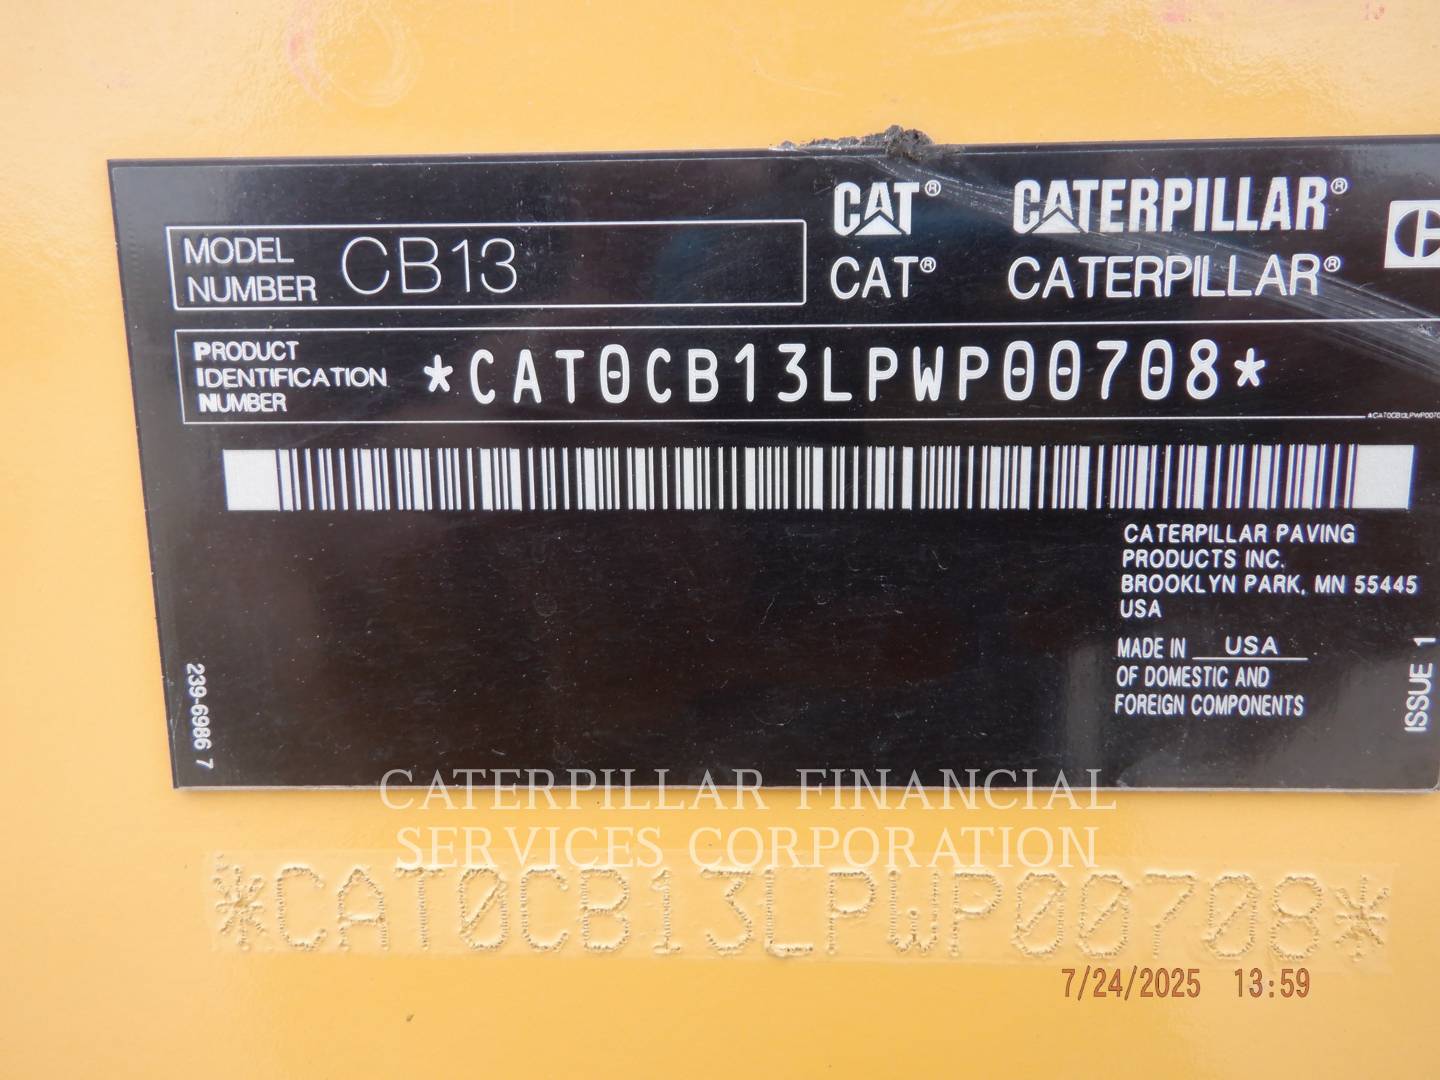 CAT® CATERPILLAR®
MODEL
NUMBER CB13
CAT® CATERPILLAR®
PRODUCT
IDENTIFICATION
NUMBER
*CAT0CB13LPWP00708*
*CAT0CB13LPWP0070
CATERPILLAR PAVING
PRODUCTS INC.
BROOKLYN PARK, MN 55445
USA
MADE IN USA
OF DOMESTIC AND
FOREIGN COMPONENTS
ISSUE 1
239-6986 7
CATERPILLAR FINANCIAL
SERVICES CORPORATION
*CAT0CB13LPWP00708*
7/24/2025 13:59